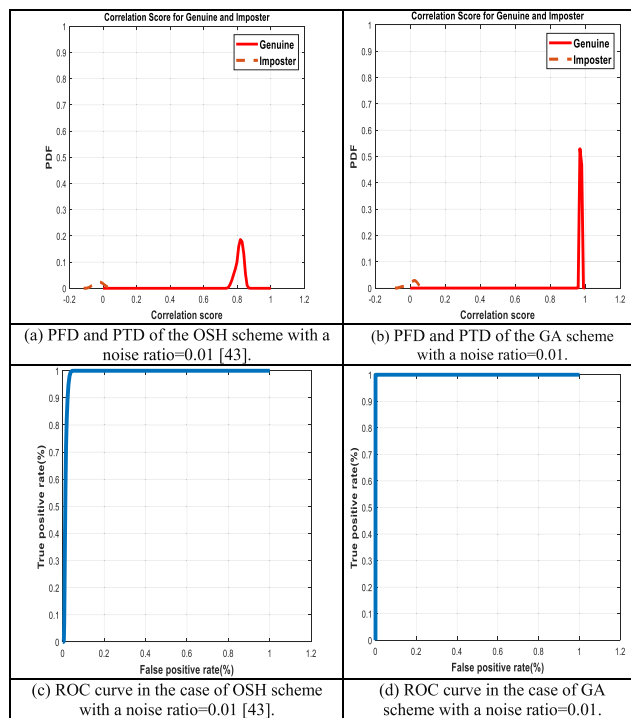 Correlation Score for Genuine and Imposter
1
0.9
0.8
0.7
0.6
0.5
0.4
0.3
0.2
0.1
0
PDF
Genuine
Imposter
-0.2 0 0.2 0.4 0.6 0.8 1 1.2
Correlation score
(a) PFD and PTD of the OSH scheme with a
noise ratio=0.01 [43].
Correlation Score for Genuine and Imposter
1
0.9
0.8
0.7
0.6
0.5
0.4
0.3
0.2
0.1
0
PDF
Genuine
Imposter
-0.2 0 0.2 0.4 0.6 0.8 1 1.2
Correlation score
(b) PFD and PTD of the GA scheme
with a noise ratio=0.01.
1
0.9
0.8
0.7
0.6
0.5
0.4
0.3
0.2
0.1
0
True positive rate(%)
0 0.2 0.4 0.6 0.8 1 1.2
False positive rate(%)
(c) ROC curve in the case of OSH scheme
with a noise ratio=0.01 [43].
1
0.9
0.8
0.7
0.6
0.5
0.4
0.3
0.2
0.1
0
True positive rate(%)
0 0.2 0.4 0.6 0.8 1 1.2
False positive rate(%)
(d) ROC curve in the case of GA
scheme with a noise ratio=0.01.